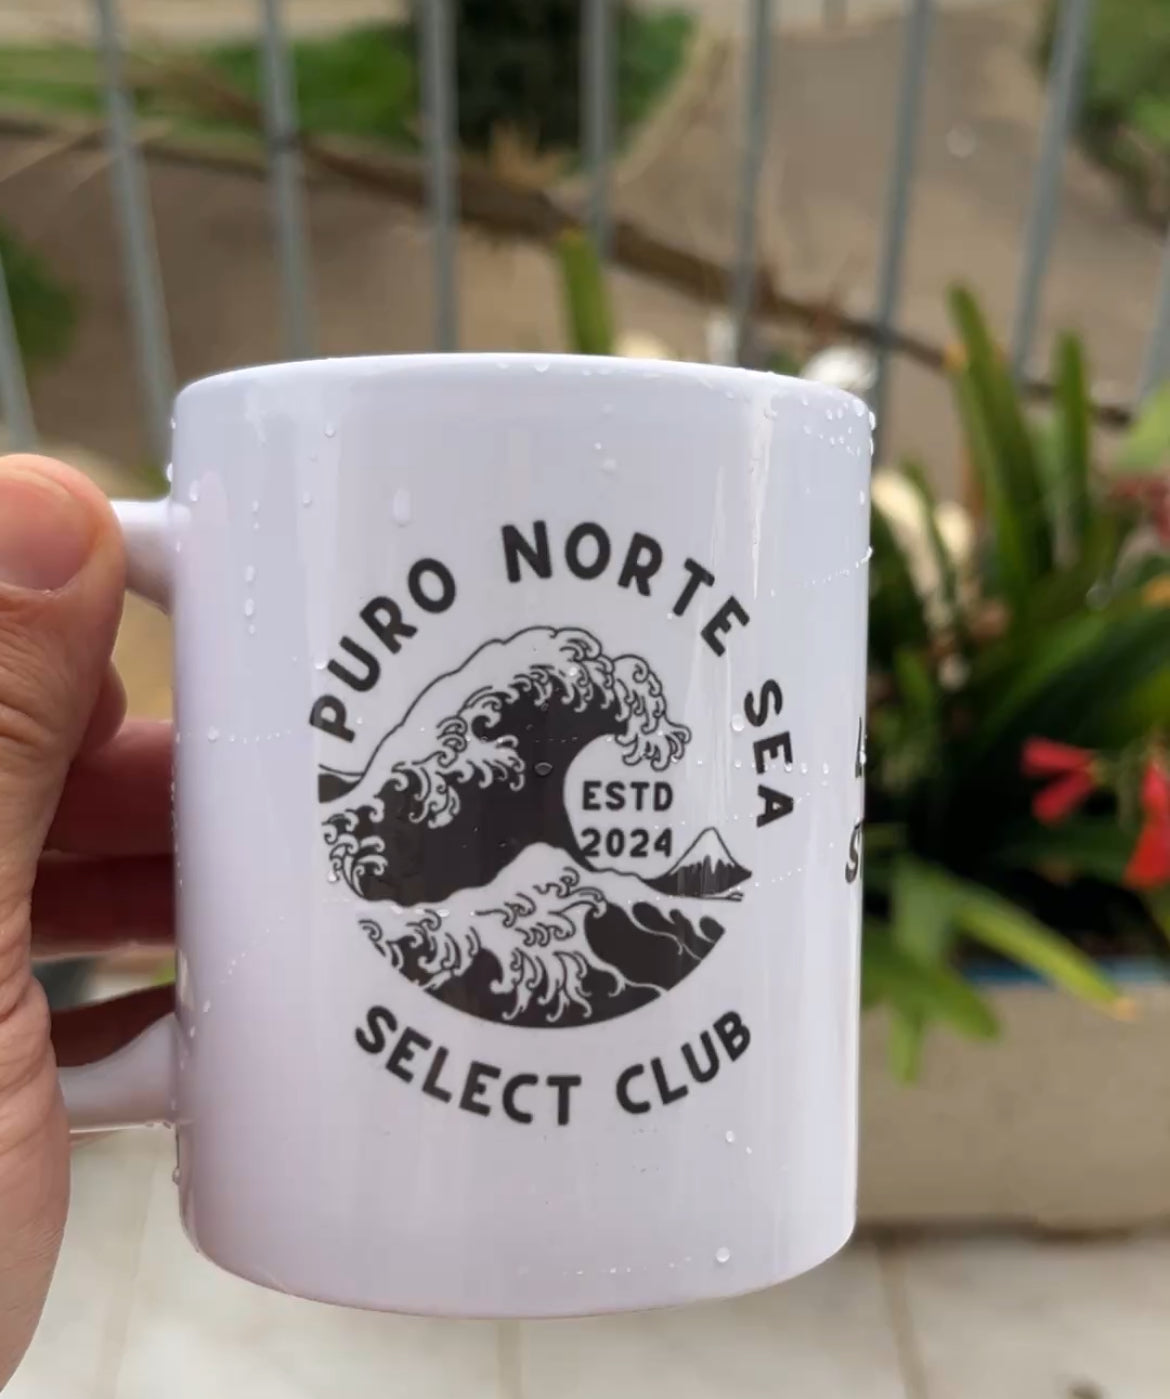 PURO NORTE SEA
ESTD
2024
SELECT CLUB